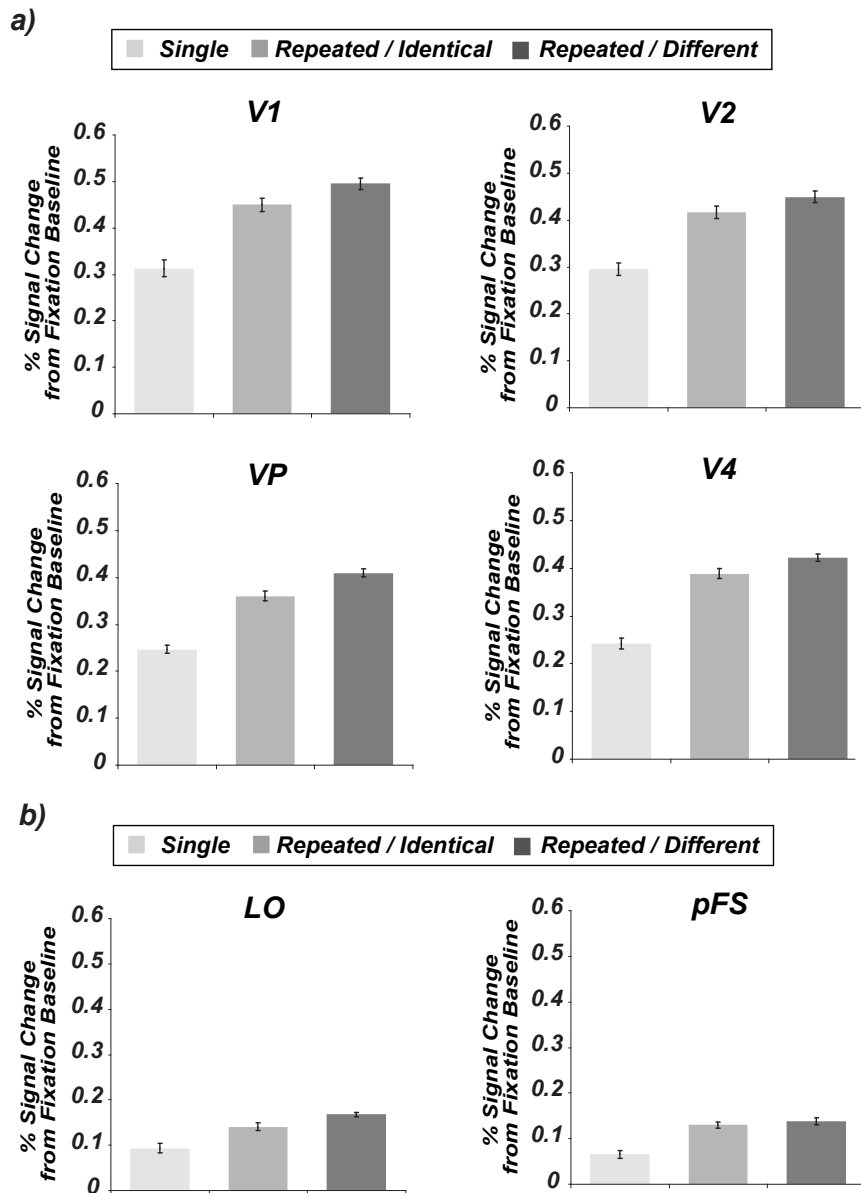 a)
Single Repeated / Identical Repeated / Different
V1
% Signal Change
from Fixation Baseline
0.6
0.5
0.4
0.3
0.2
0.1
0
V2
% Signal Change
from Fixation Baseline
0.6
0.5
0.4
0.3
0.2
0.1
0
VP
% Signal Change
from Fixation Baseline
0.6
0.5
0.4
0.3
0.2
0.1
0
V4
% Signal Change
from Fixation Baseline
0.6
0.5
0.4
0.3
0.2
0.1
0
b)
Single Repeated / Identical Repeated / Different
LO
% Signal Change
from Fixation Baseline
0.6
0.5
0.4
0.3
0.2
0.1
0
pFS
% Signal Change
from Fixation Baseline
0.6
0.5
0.4
0.3
0.2
0.1
0